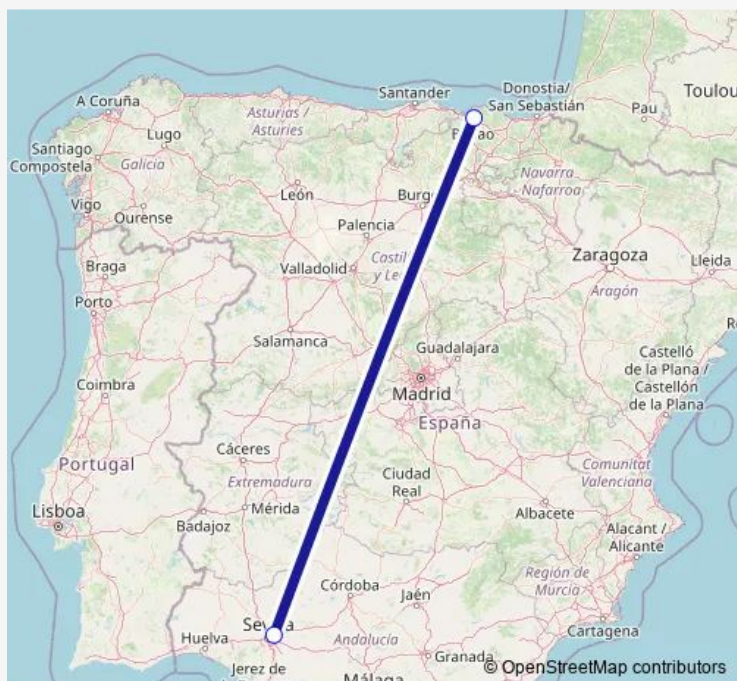 Santander
Donostia/
San Sebastián
A Coruña
Asturias /
Asturies
Toulou
Pau
Lugo
Santiago
Compostela
Galicia
León
Navarra
Nafarroa
Vigo
Ourense
Palencia
Burg
Braga
Valladolid
Castil
y Le
Zaragoza
Lleida
Aragón
Porto
Salamanca
Guadalajara
Castelló
de la Plana /
Castellón
de la Plana
Coimbra
Madrid
España
Cáceres
Portugal
Extremadura
Ciudad
Real
Comunitat
Valenciana
Lisboa
Mérida
Badajoz
Albacete
Alacant /
Alicante
Córdoba
Región de
Murcia
Jaén
Cartagena
Huelva
Andalucía
Granada
Jerez de
Málaga
© OpenStreetMap contributors